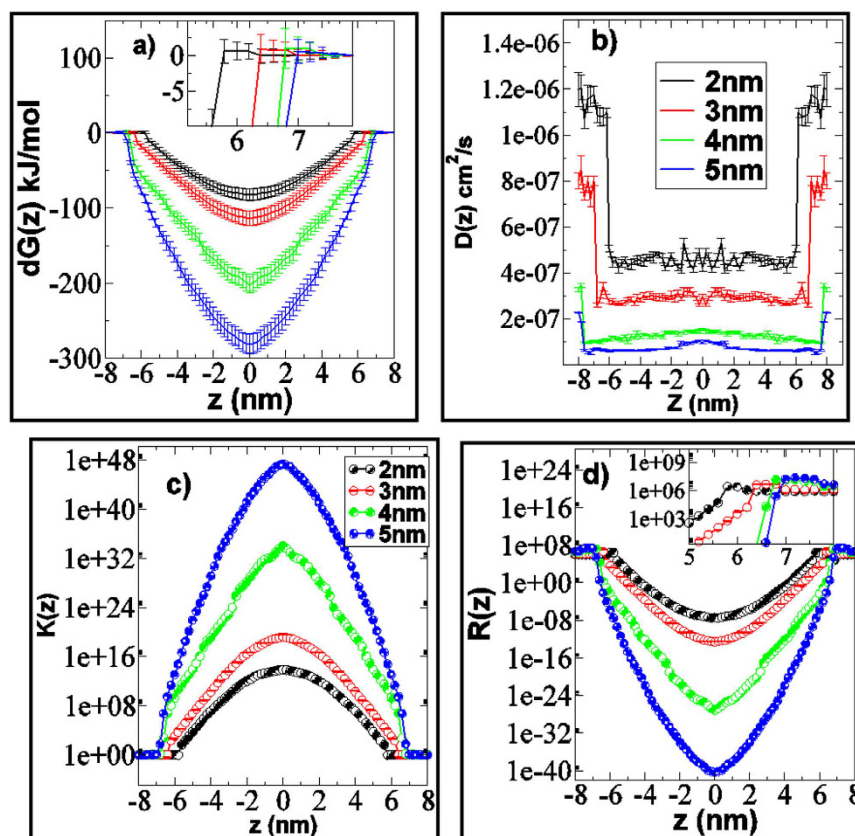 a)
100
50
0
-100
-200
-300
dG(z) kJ/mol
0
-5
6 7
-8 -6 -4 -2 0 2 4 6 8
z (nm)
b)
1.4e-06
1.2e-06
1e-06
8e-07
6e-07
4e-07
2e-07
D(z) cm²/s
2nm
3nm
4nm
5nm
-8 -6 -4 -2 0 2 4 6 8
z (nm)
c)
1e+48
1e+40
1e+32
1e+24
1e+16
1e+08
1e+00
K(z)
2nm
3nm
4nm
5nm
-8 -6 -4 -2 0 2 4 6 8
z (nm)
d)
1e+24
1e+16
1e+08
1e+00
1e-08
1e-16
1e-24
1e-32
1e-40
R(z)
1e+09
1e+06
1e+03
5 6 7 8
-8 -6 -4 -2 0 2 4 6 8
z (nm)